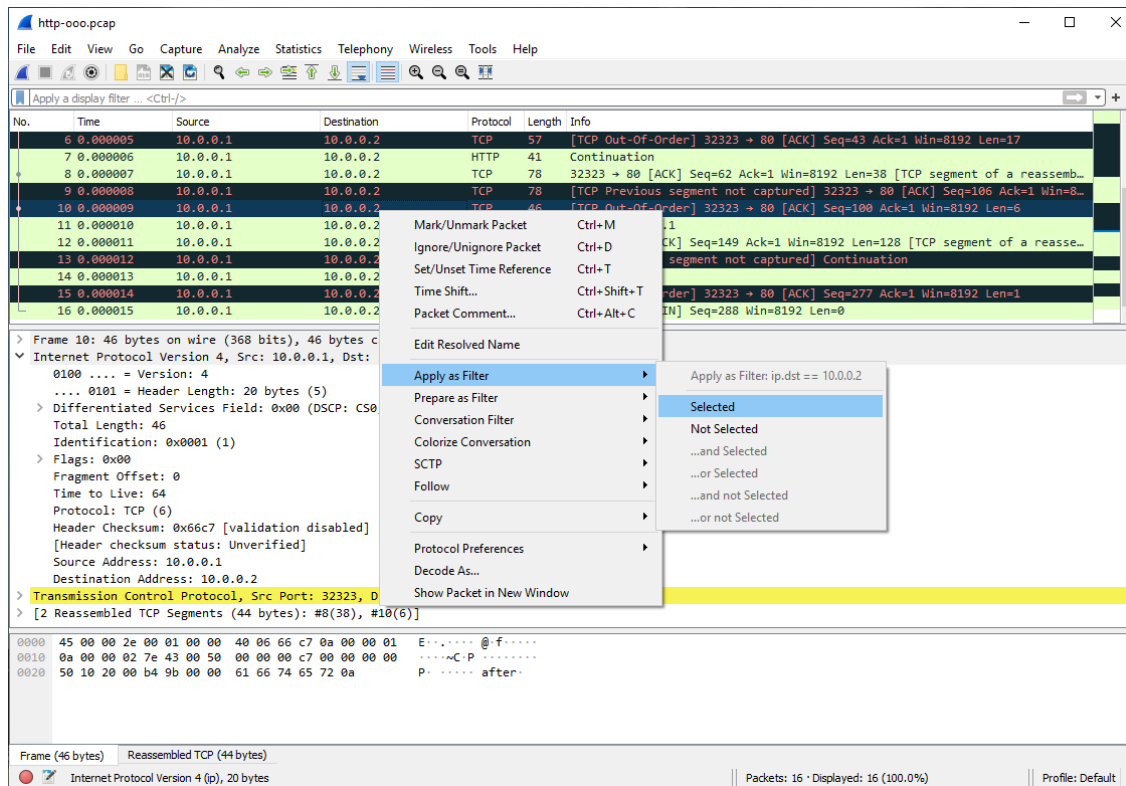 http-ooo.pcap
File Edit View Go Capture Analyze Statistics Telephony Wireless Tools Help
Apply a display filter ... <Ctrl-/>
No. Time Source Destination Protocol Length Info
6 0.000005 10.0.0.1 10.0.0.2 TCP 57 [TCP Out-Of-Order] 32323 → 80 [ACK] Seq=43 Ack=1 Win=8192 Len=17
7 0.000006 10.0.0.1 10.0.0.2 HTTP 41 Continuation
8 0.000007 10.0.0.1 10.0.0.2 TCP 78 32323 → 80 [ACK] Seq=62 Ack=1 Win=8192 Len=38 [TCP segment of a reassemb…
9 0.000008 10.0.0.1 10.0.0.2 TCP 78 [TCP Previous segment not captured] 32323 → 80 [ACK] Seq=106 Ack=1 Win=8…
10 0.000009 10.0.0.1 10.0.0.2 TCP 46 [TCP Out-Of-Order] 32323 → 80 [ACK] Seq=100 Ack=1 Win=8192 Len=6
11 0.000010 10.0.0.1 10.0.0.2 .1
12 0.000011 10.0.0.1 10.0.0.2 CK] Seq=149 Ack=1 Win=8192 Len=128 [TCP segment of a reasse…
13 0.000012 10.0.0.1 10.0.0.2 segment not captured] Continuation
14 0.000013 10.0.0.1 10.0.0.2
15 0.000014 10.0.0.1 10.0.0.2 rder] 32323 → 80 [ACK] Seq=277 Ack=1 Win=8192 Len=1
16 0.000015 10.0.0.1 10.0.0.2 IN] Seq=288 Win=8192 Len=0
Mark/Unmark Packet Ctrl+M
Ignore/Unignore Packet Ctrl+D
Set/Unset Time Reference Ctrl+T
Time Shift... Ctrl+Shift+T
Packet Comment... Ctrl+Alt+C
Edit Resolved Name
Apply as Filter
Prepare as Filter
Conversation Filter
Colorize Conversation
SCTP
Follow
Copy
Protocol Preferences
Decode As...
Show Packet in New Window
Apply as Filter: ip.dst == 10.0.0.2
Selected
Not Selected
...and Selected
...or Selected
...and not Selected
...or not Selected
Frame 10: 46 bytes on wire (368 bits), 46 bytes c
Internet Protocol Version 4, Src: 10.0.0.1, Dst:
0100 .... = Version: 4
.... 0101 = Header Length: 20 bytes (5)
Differentiated Services Field: 0x00 (DSCP: CS0
Total Length: 46
Identification: 0x0001 (1)
Flags: 0x00
Fragment Offset: 0
Time to Live: 64
Protocol: TCP (6)
Header Checksum: 0x66c7 [validation disabled]
[Header checksum status: Unverified]
Source Address: 10.0.0.1
Destination Address: 10.0.0.2
Transmission Control Protocol, Src Port: 32323, D
[2 Reassembled TCP Segments (44 bytes): #8(38), #10(6)]
0000 45 00 00 2e 00 01 00 00 40 06 66 c7 0a 00 00 01 E··.····@·f·····
0010 0a 00 00 02 7e 43 00 50 00 00 00 c7 00 00 00 00 ····~C·P········
0020 50 10 20 00 b4 9b 00 00 61 66 74 65 72 0a P· ·····after·
Frame (46 bytes) Reassembled TCP (44 bytes)
Internet Protocol Version 4 (ip), 20 bytes Packets: 16 · Displayed: 16 (100.0%) Profile: Default